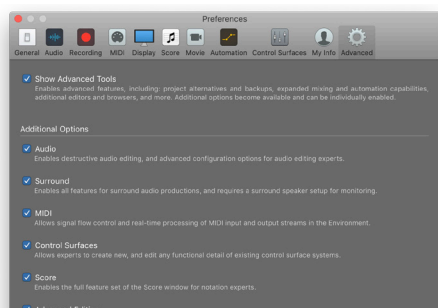 Preferences
General Audio Recording MIDI Display Score Movie Automation Control Surfaces My Info Advanced
Show Advanced Tools
Enables advanced features, including: project alternatives and backups, expanded mixing and automation capabilities,
additional editors and browsers, and more. Additional options become available and can be individually enabled.
Additional Options
Audio
Enables destructive audio editing, and advanced configuration options for audio editing experts.
Surround
Enables all features for surround audio productions, and requires a surround speaker setup for monitoring.
MIDI
Allows signal flow control and real-time processing of MIDI input and output streams in the Environment.
Control Surfaces
Allows experts to create new, and edit any functional detail of existing control surface systems.
Score
Enables the full feature set of the Score window for notation experts.